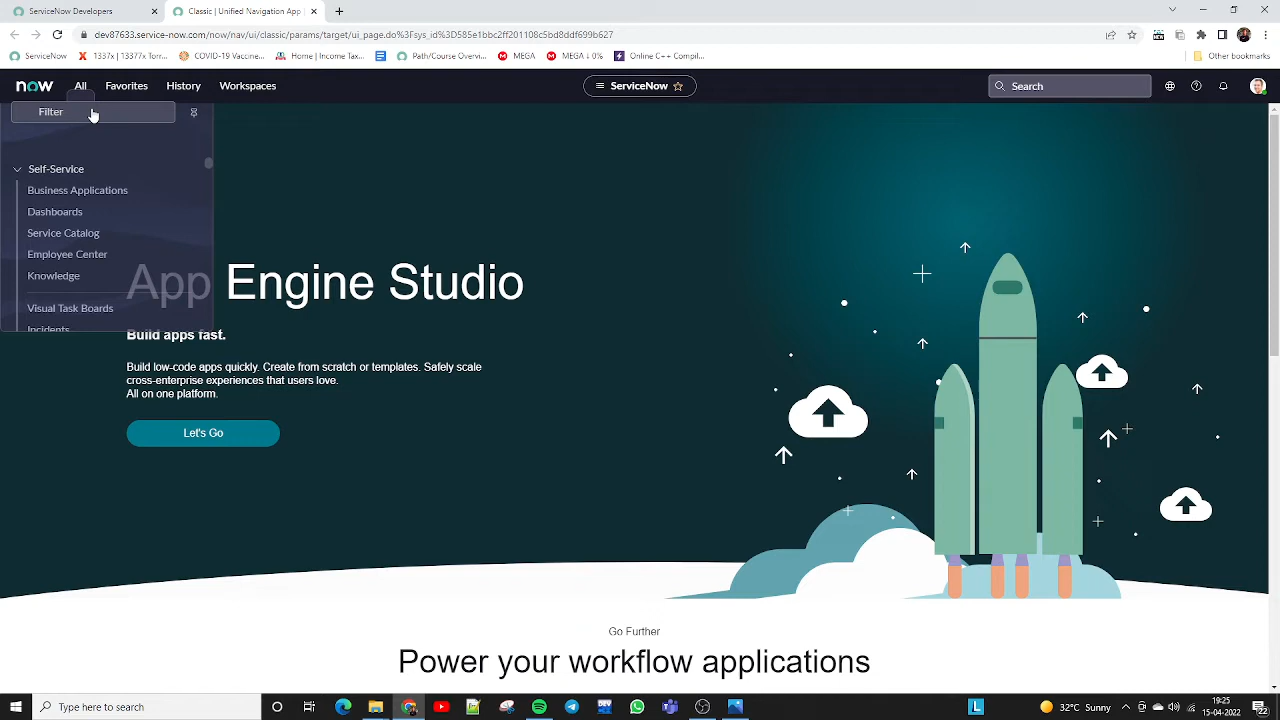 ServiceNow Developers
Classic | Unified Navigation App
dev87633.service-now.com/now/nav/ui/classic/params/target/ui_page.do%3Fsys_id%3D585e1bbc2f201108c5bd8ddf699b627
ServiceNow
1337x | 13377x Torr...
COVID-19 Vaccine...
Home | Income Tax...
Path/Course Overvi...
MEGA
MEGA ↓ 0%
Online C++ Compil...
Other bookmarks
now
All
Favorites
History
Workspaces
ServiceNow
Search
Filter
Self-Service
Business Applications
Dashboards
Service Catalog
Employee Center
Knowledge
Visual Task Boards
Incidents
App Engine Studio
Build apps fast.
Build low-code apps quickly. Create from scratch or templates. Safely scale
cross-enterprise experiences that users love.
All on one platform.
Let's Go
Go Further
Power your workflow applications
Type here to search
L
32°C Sunny
19:25
15-04-2022